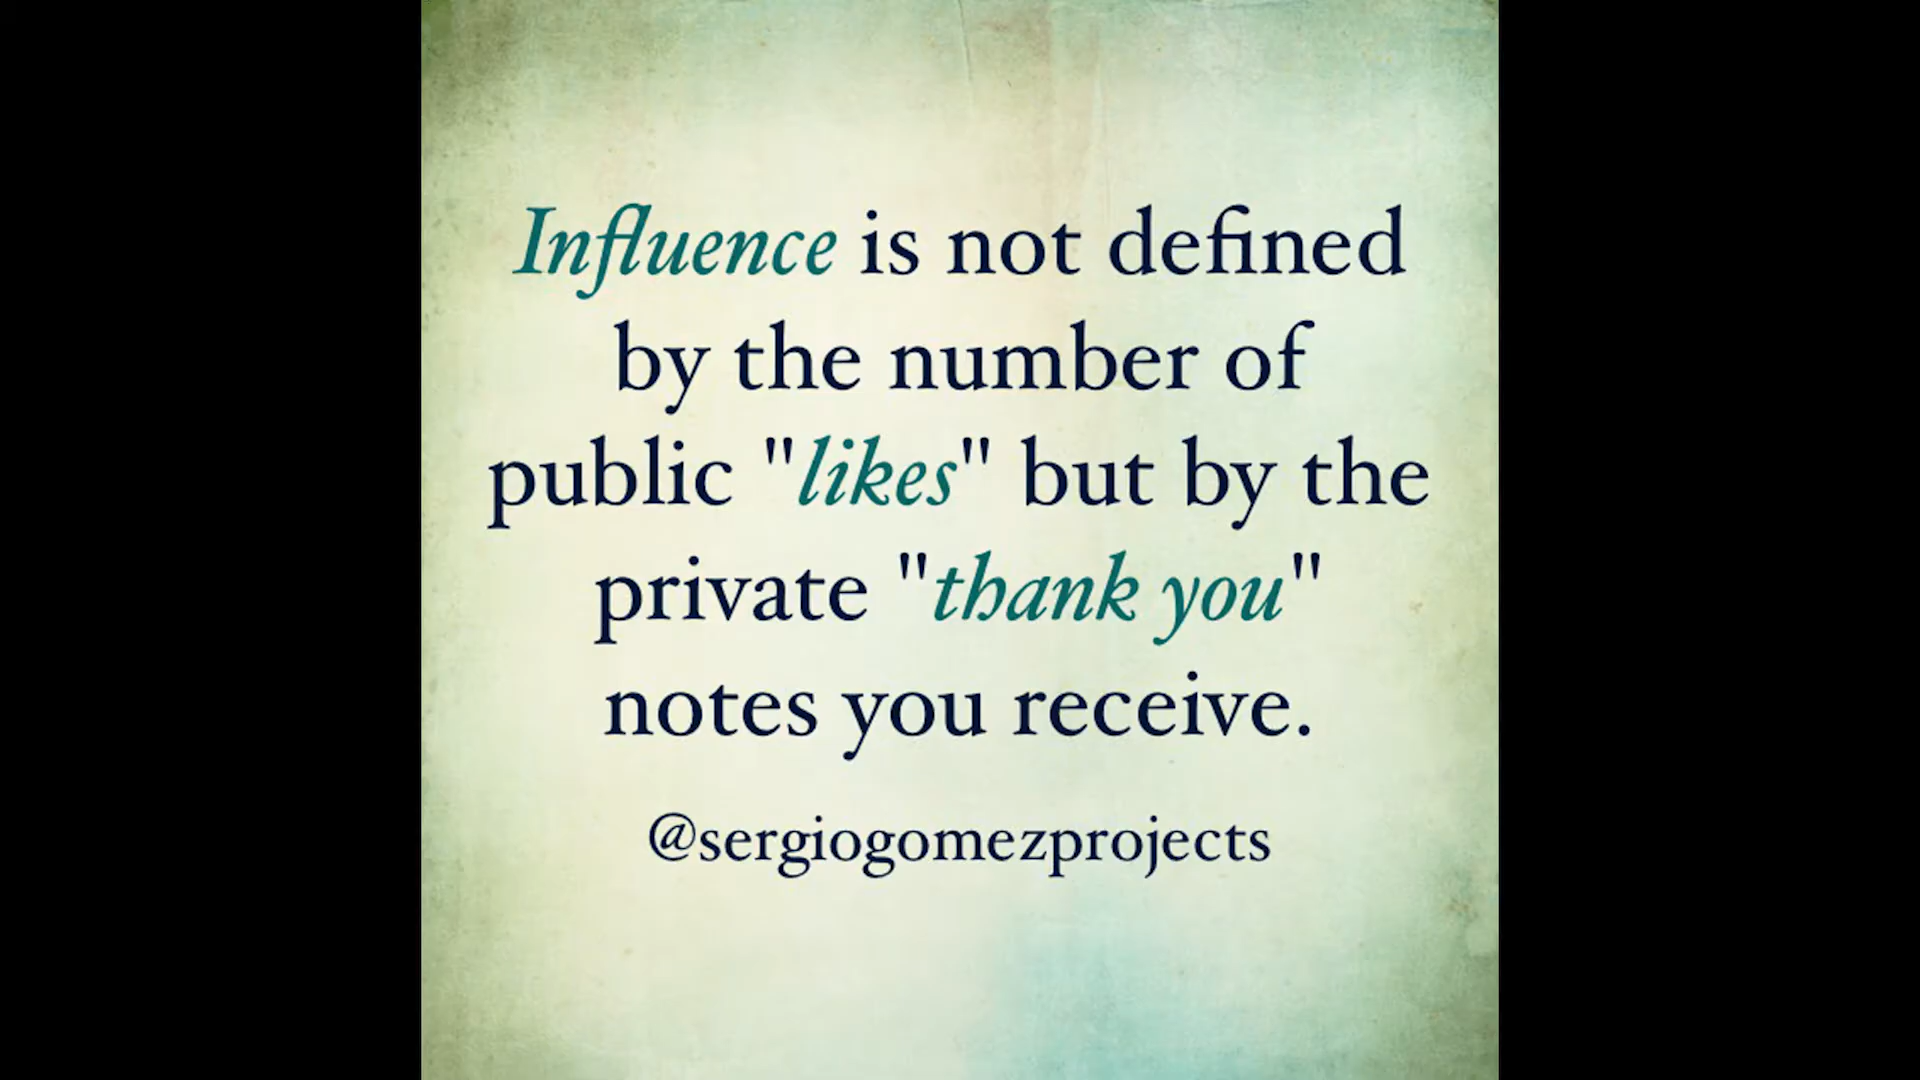 Influence is not defined
by the number of
public "likes" but by the
private "thank you"
notes you receive.
@sergiogomezprojects